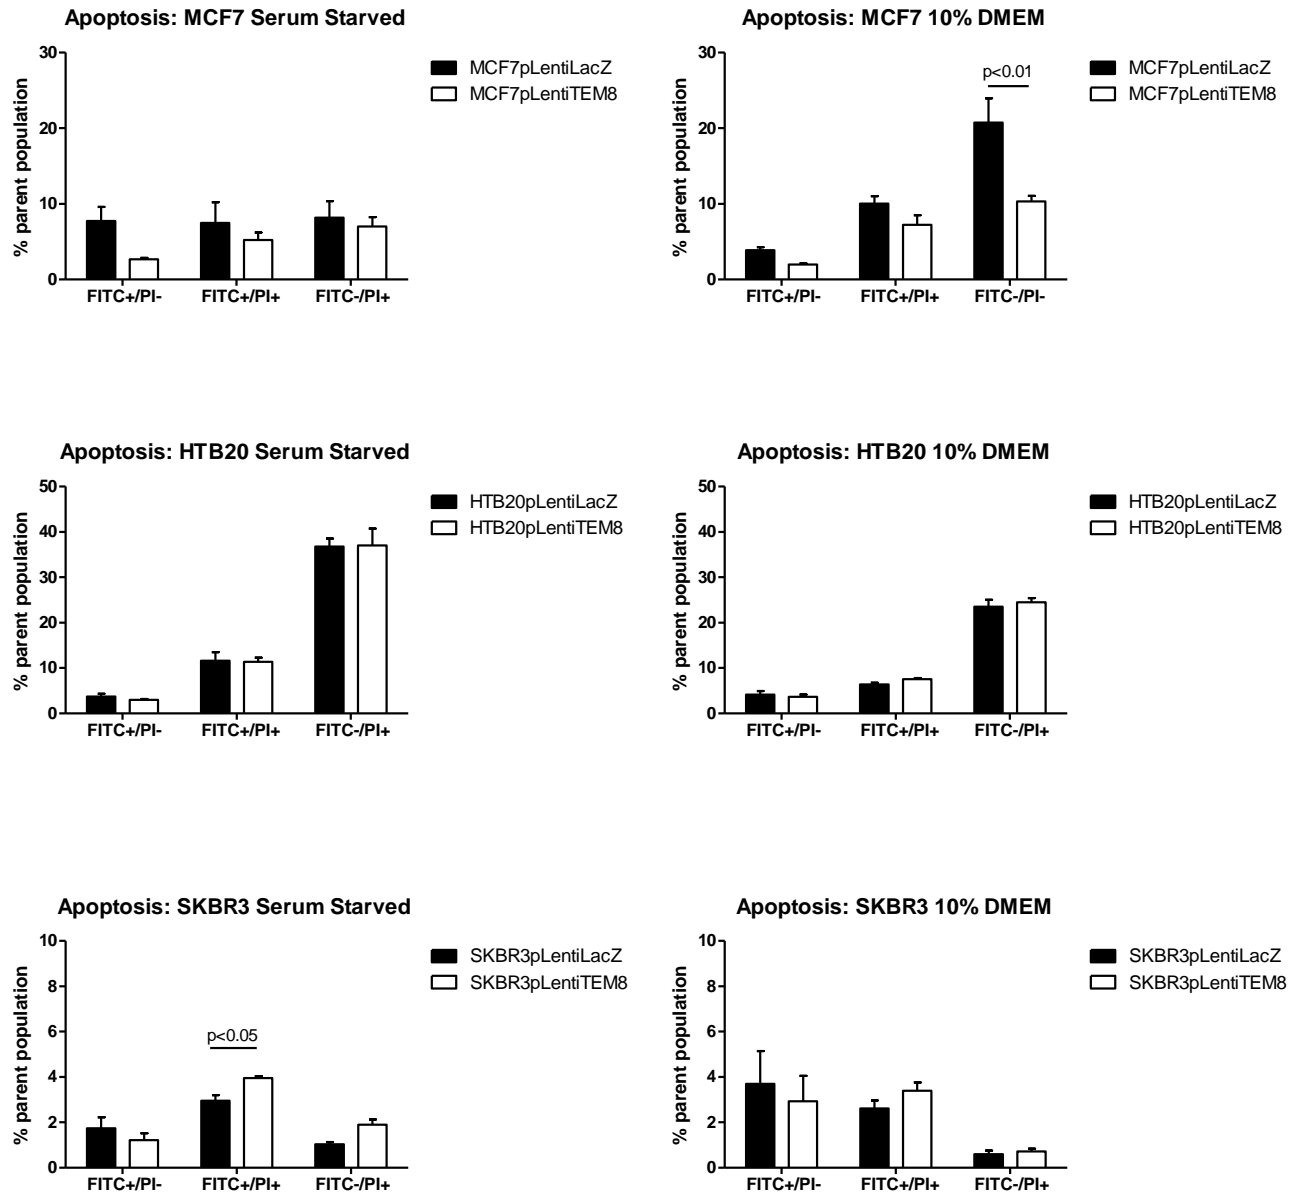 Apoptosis: MCF7 Serum Starved
% parent population
30
20
10
0
FITC+/PI-
FITC+/PI+
FITC-/PI+
MCF7pLentiLacZ
MCF7pLentiTEM8
Apoptosis: MCF7 10% DMEM
% parent population
30
20
10
0
p<0.01
FITC+/PI-
FITC+/PI+
FITC-/PI-
MCF7pLentiLacZ
MCF7pLentiTEM8
Apoptosis: HTB20 Serum Starved
% parent population
50
40
30
20
10
0
FITC+/PI-
FITC+/PI+
FITC-/PI+
HTB20pLentiLacZ
HTB20pLentiTEM8
Apoptosis: HTB20 10% DMEM
% parent population
50
40
30
20
10
0
FITC+/PI-
FITC+/PI+
FITC-/PI+
HTB20pLentiLacZ
HTB20pLentiTEM8
Apoptosis: SKBR3 Serum Starved
% parent population
10
8
6
4
2
0
p<0.05
FITC+/PI-
FITC+/PI+
FITC-/PI+
SKBR3pLentiLacZ
SKBR3pLentiTEM8
Apoptosis: SKBR3 10% DMEM
% parent population
10
8
6
4
2
0
FITC+/PI-
FITC+/PI+
FITC-/PI+
SKBR3pLentiLacZ
SKBR3pLentiTEM8